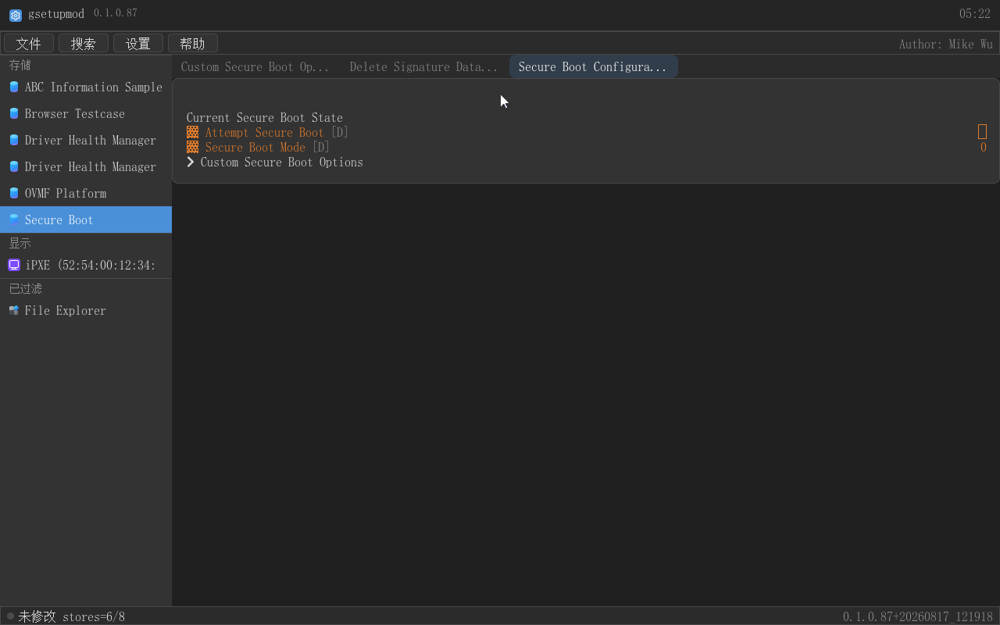 gsetupmod 0.1.0.87
05:22
文件 搜索 设置 帮助
Author: Mike Wu
存储
ABC Information Sample
Browser Testcase
Driver Health Manager
Driver Health Manager
OVMF Platform
Secure Boot
显示
iPXE (52:54:00:12:34:
已过滤
File Explorer
Custom Secure Boot Op... Delete Signature Data... Secure Boot Configura...
Current Secure Boot State
Attempt Secure Boot [D]
Secure Boot Mode [D] 0
Custom Secure Boot Options
未修改 stores=6/8
0.1.0.87+20260817_121918